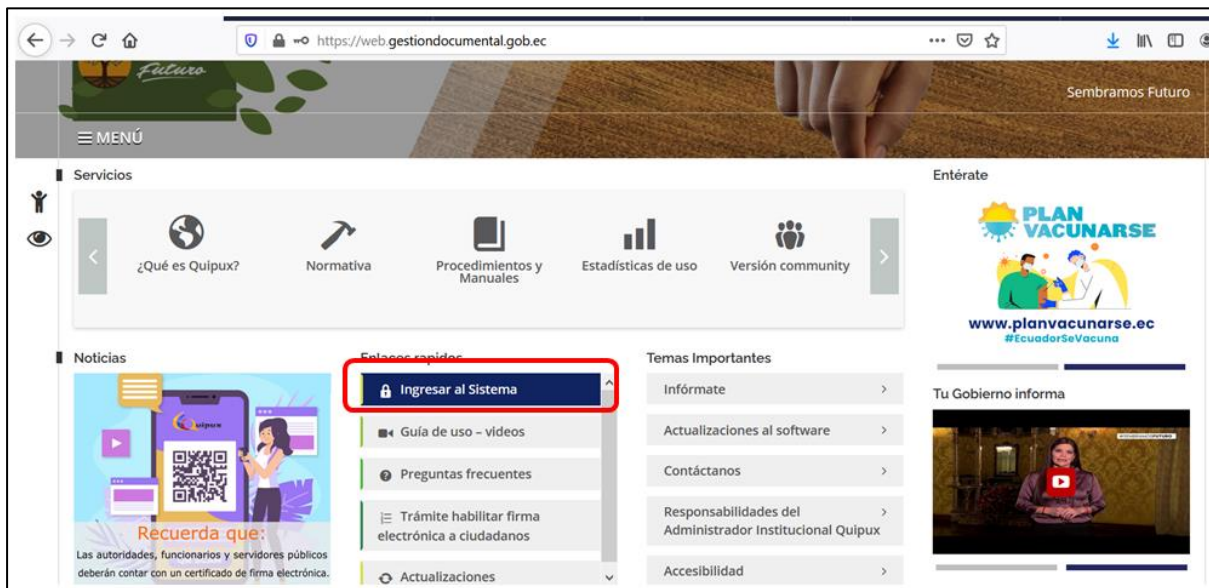 https://web.gestiondocumental.gob.ec
Futuro
Sembramos Futuro
MENÚ
Servicios
¿Qué es Quipux?
Normativa
Procedimientos y
Manuales
Estadísticas de uso
Versión community
Entérate
PLAN
VACUNARSE
www.planvacunarse.ec
#EcuadorSeVacuna
Noticias
Quipux
Recuerda que:
Las autoridades, funcionarios y servidores públicos
deberán contar con un certificado de firma electrónica.
Enlaces rapidos
Ingresar al Sistema
Guía de uso – videos
Preguntas frecuentes
Trámite habilitar firma
electrónica a ciudadanos
Actualizaciones
Temas Importantes
Infórmate
Actualizaciones al software
Contáctanos
Responsabilidades del
Administrador Institucional Quipux
Accesibilidad
Tu Gobierno informa